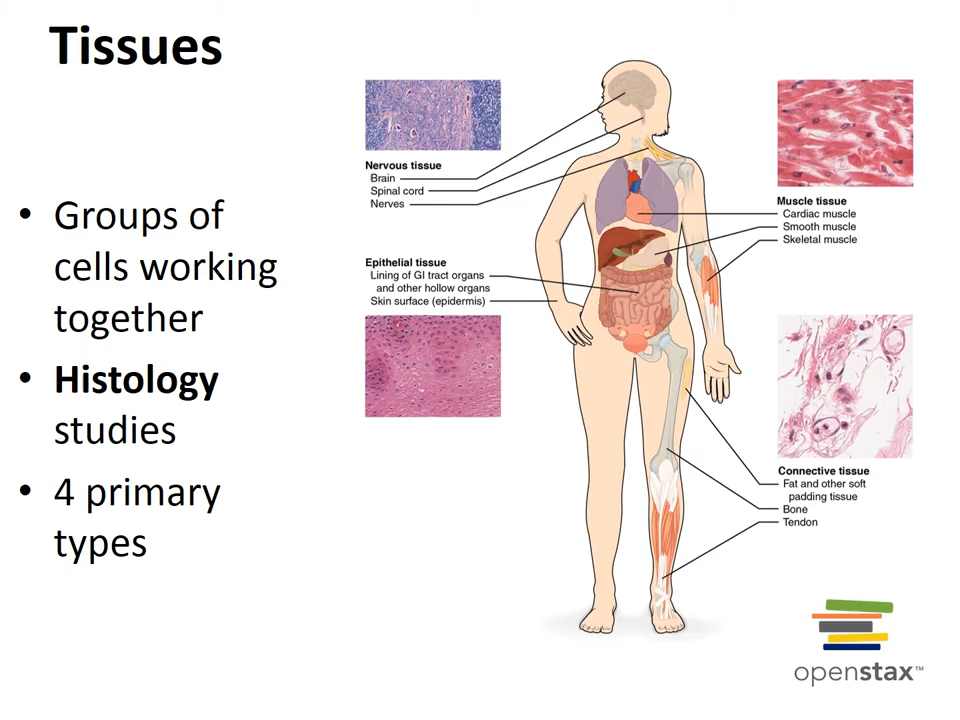 Tissues
• Groups of
cells working
together
• Histology
studies
• 4 primary
types
Nervous tissue
Brain
Spinal cord
Nerves
Epithelial tissue
Lining of GI tract organs
and other hollow organs
Skin surface (epidermis)
Muscle tissue
Cardiac muscle
Smooth muscle
Skeletal muscle
Connective tissue
Fat and other soft
padding tissue
Bone
Tendon
openstax™